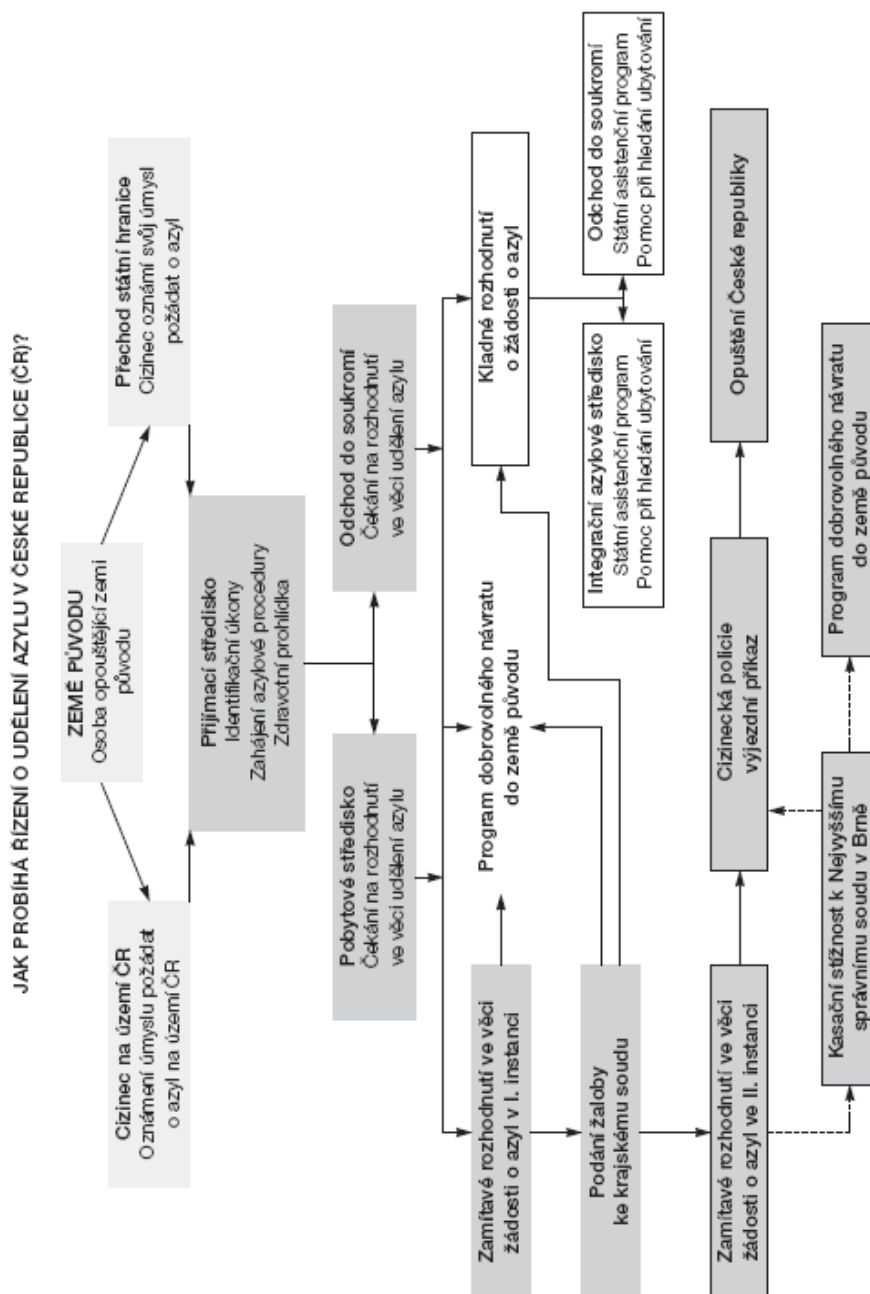 JAK PROBÍHÁ ŘÍZENÍ O UDĚLENÍ AZYLU V ČESKÉ REPUBLICE (ČR)?
ZEMĚ PŮVODU
Osoba opouštějící zemi
původu
Cizinec na území ČR
Oznámení úmyslu požádat
o azyl na území ČR
Přechod státní hranice
Cizinec oznámí svůj úmysl
požádat o azyl
Přijímací středisko
Identifikační úkony
Zahájení azylové procedury
Zdravotní prohlídka
Pobytové středisko
Čekání na rozhodnutí
ve věci udělení azylu
Odchod do soukromí
Čekání na rozhodnutí
ve věci udělení azylu
Zamítavé rozhodnutí ve věci
žádosti o azyl v I. instanci
Program dobrovolného návratu
do země původu
Kladné rozhodnutí
o žádosti o azyl
Podání žaloby
ke krajskému soudu
Integrační azylové středisko
Státní asistenční program
Pomoc při hledání ubytování
Odchod do soukromí
Státní asistenční program
Pomoc při hledání ubytování
Zamítavé rozhodnutí ve věci
žádosti o azyl ve II. instanci
Cizinecká policie
výjezdní příkaz
Opuštění České republiky
Kasační stížnost k Nejvyššímu
správnímu soudu v Brně
Program dobrovolného návratu
do země původu